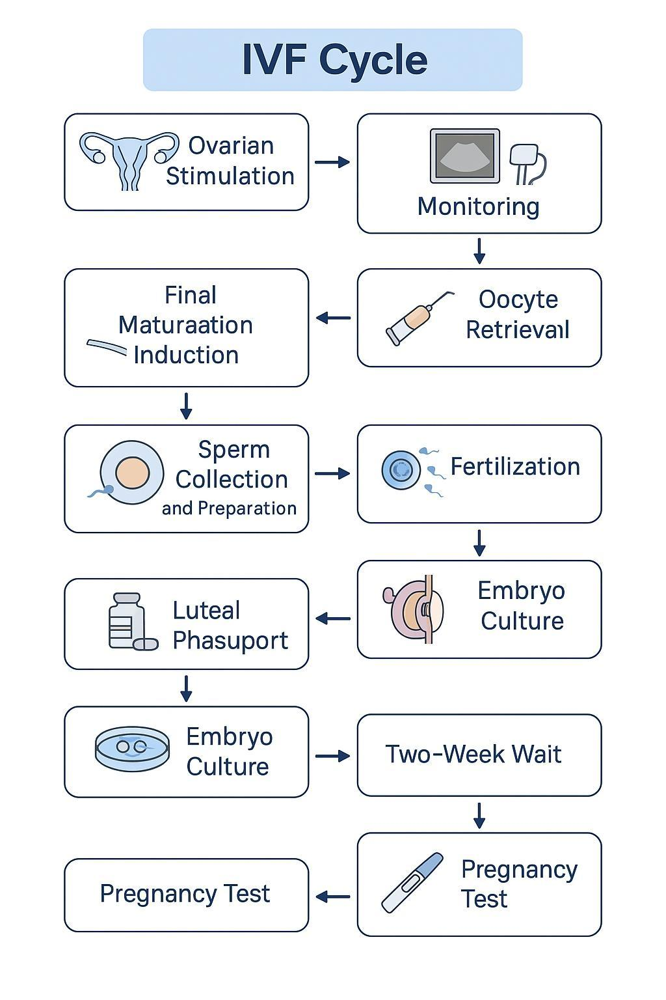 IVF Cycle
Ovarian
Stimulation
Monitoring
Oocyte
Retrievaıl
Final
Maturaation
Induction
Sperm
Collection
and Preparation
Fertilization
Embryo
Culture
Luteal
Phasuport
Embryo
Culture
Two-Week Wait
Pregnancy
Test
Pregnancy Test